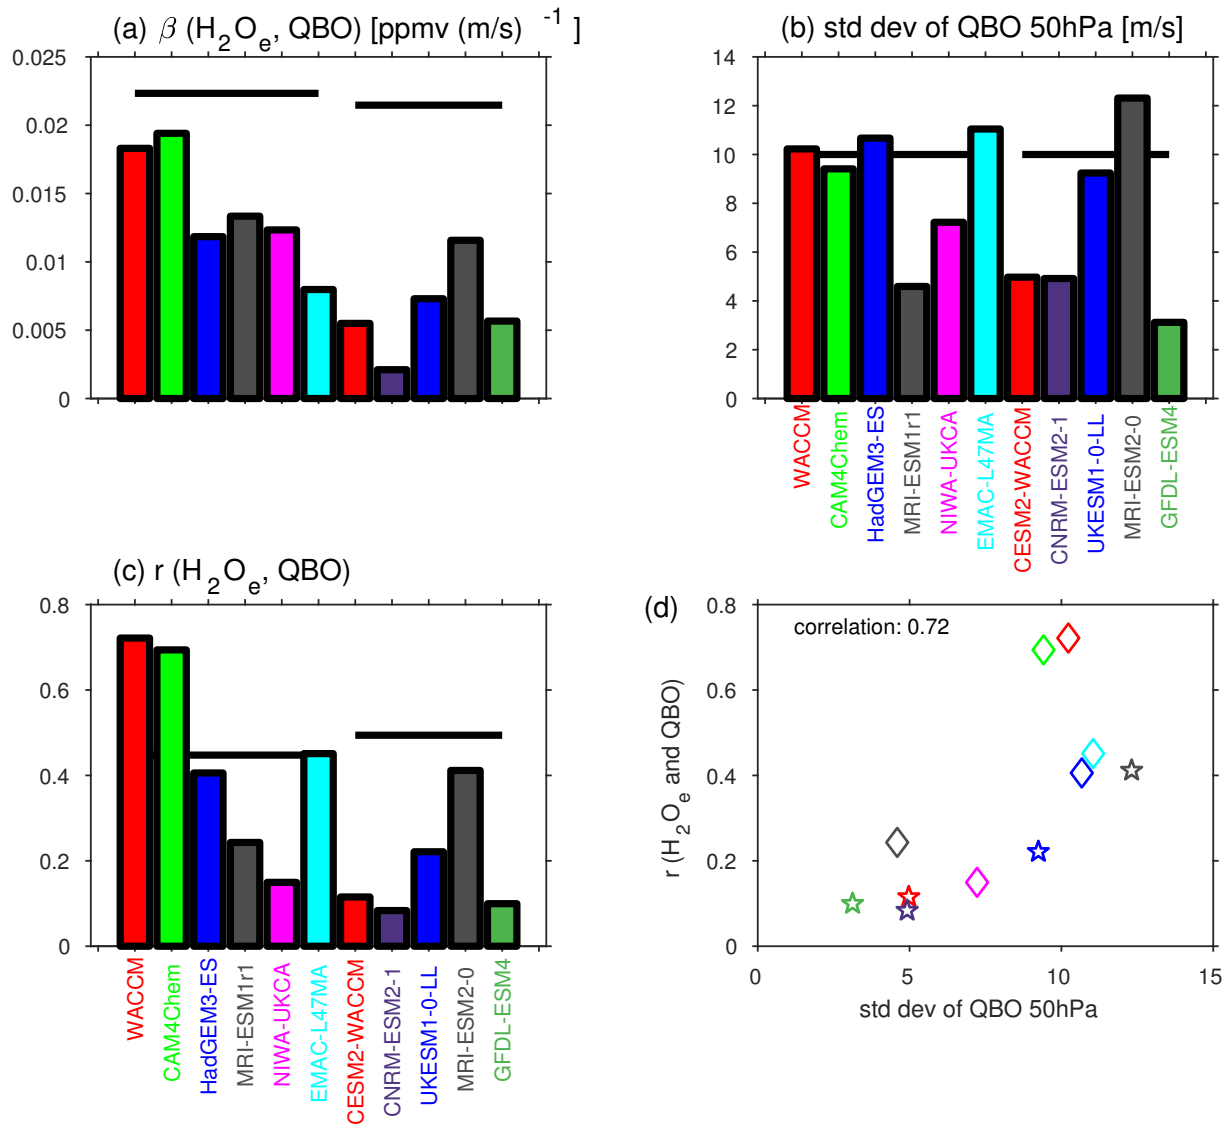 (a) β (H2Oe, QBO) [ppmv (m/s) -1 ]
0.025
0.02
0.015
0.01
0.005
0
(b) std dev of QBO 50hPa [m/s]
14
12
10
8
6
4
2
0
WACCM
CAM4Chem
HadGEM3-ES
MRI-ESM1r1
NIWA-UKCA
EMAC-L47MA
CESM2-WACCM
CNRM-ESM2-1
UKESM1-0-LL
MRI-ESM2-0
GFDL-ESM4
(c) r (H2Oe, QBO)
0.8
0.6
0.4
0.2
0
WACCM
CAM4Chem
HadGEM3-ES
MRI-ESM1r1
NIWA-UKCA
EMAC-L47MA
CESM2-WACCM
CNRM-ESM2-1
UKESM1-0-LL
MRI-ESM2-0
GFDL-ESM4
(d)
correlation: 0.72
r (H2Oe and QBO)
0.8
0.6
0.4
0.2
0
0 5 10 15
std dev of QBO 50hPa